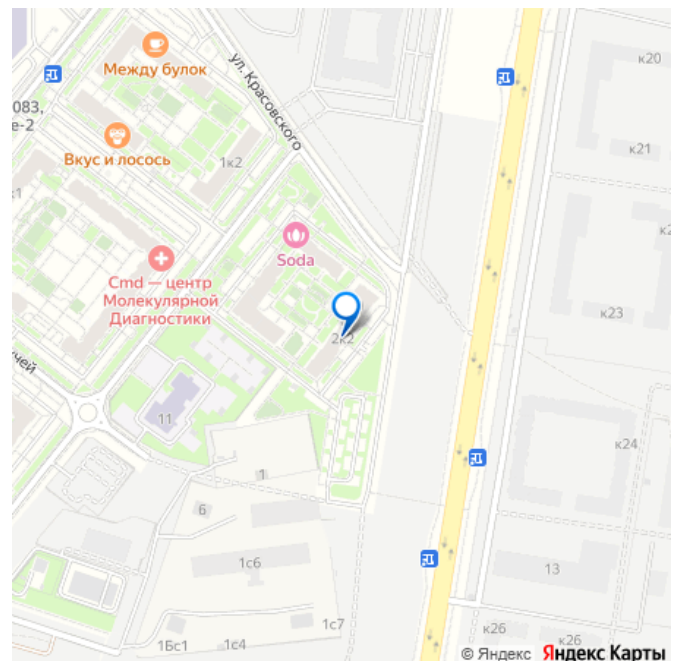 к20
Между булок
ул. Красовского
083,
е-2
Вкус и лосось
1к2
к21
к1
Soda
Cmd — центр
Молекулярной
Диагностики
2к2
к23
чей
11
к24
1
6
1с6
13
1с7
1Бс1
1с4
к26
к26
© Яндекс Яндекс Карты